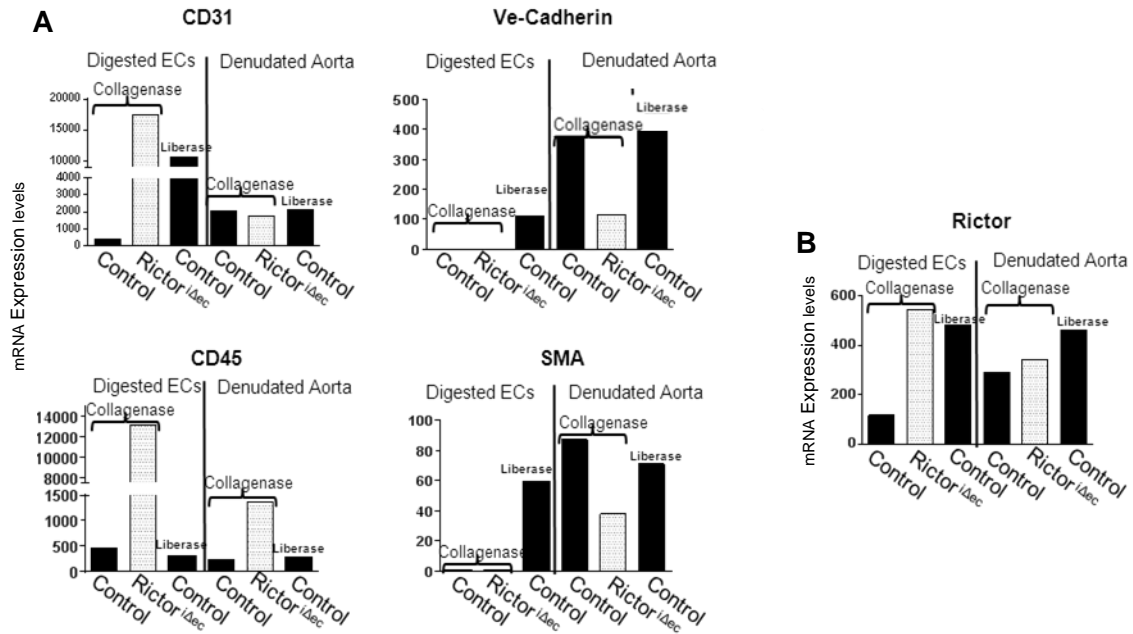 A
CD31
Digested ECs
Denudated Aorta
mRNA Expression levels
20000
15000
10000
4000
3000
2000
1000
0
Collagenase
Liberase
Collagenase
Liberase
Control
Rictor iΔec
Control
Control
Rictor iΔec
Control
Ve-Cadherin
Digested ECs
Denudated Aorta
500
400
300
200
100
0
Collagenase
Liberase
Collagenase
Liberase
Control
Rictor iΔec
Control
Control
Rictor iΔec
Control
CD45
Digested ECs
Denudated Aorta
14000
13000
12000
11000
10000
9000
8000
1500
1000
500
0
Collagenase
Liberase
Collagenase
Liberase
Control
Rictor iΔec
Control
Control
Rictor iΔec
Control
SMA
Digested ECs
Denudated Aorta
100
80
60
40
20
0
Collagenase
Liberase
Collagenase
Liberase
Control
Rictor iΔec
Control
Control
Rictor iΔec
Control
B
Rictor
Digested ECs
Denudated Aorta
mRNA Expression levels
600
400
200
0
Collagenase
Liberase
Collagenase
Liberase
Control
Rictor iΔec
Control
Control
Rictor iΔec
Control